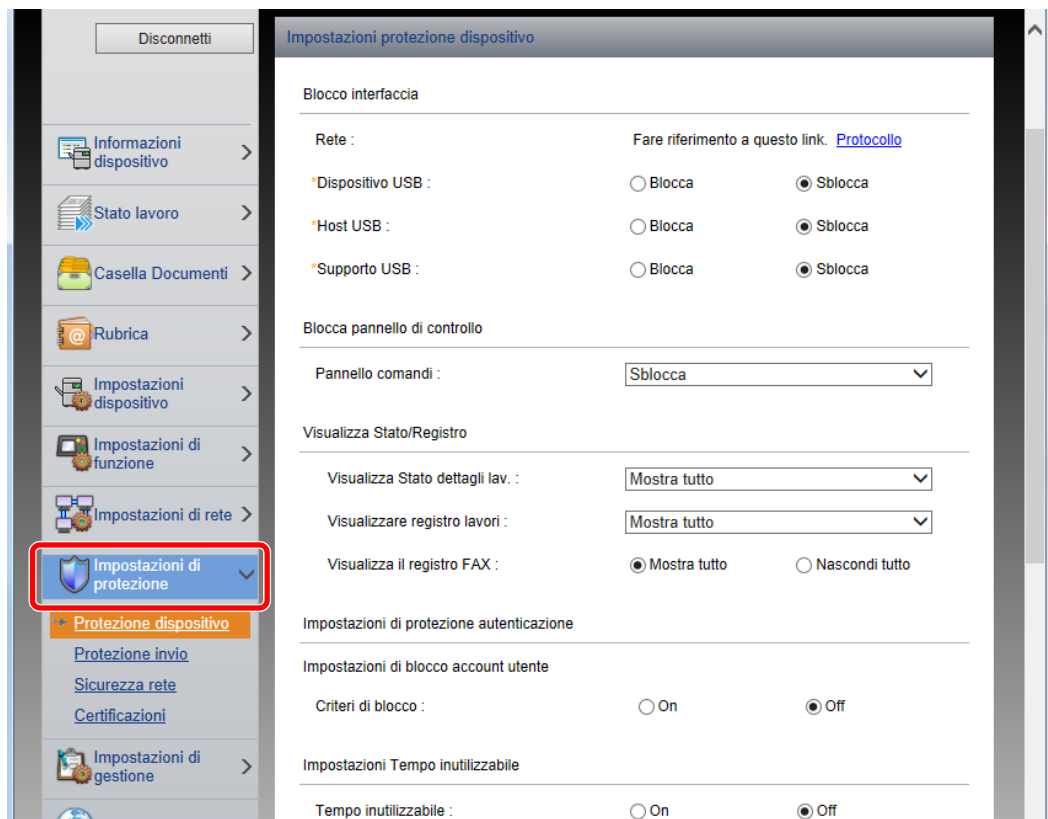 Disconnetti
Informazioni
dispositivo
Stato lavoro
Casella Documenti
Rubrica
Impostazioni
dispositivo
Impostazioni di
funzione
Impostazioni di rete
Impostazioni di
protezione
Protezione dispositivo
Protezione invio
Sicurezza rete
Certificazioni
Impostazioni di
gestione
Impostazioni protezione dispositivo
Blocco interfaccia
Rete : Fare riferimento a questo link. Protocollo
*Dispositivo USB : Blocca Sblocca
*Host USB : Blocca Sblocca
*Supporto USB : Blocca Sblocca
Blocca pannello di controllo
Pannello comandi : Sblocca
Visualizza Stato/Registro
Visualizza Stato dettagli lav. : Mostra tutto
Visualizzare registro lavori : Mostra tutto
Visualizza il registro FAX : Mostra tutto Nascondi tutto
Impostazioni di protezione autenticazione
Impostazioni di blocco account utente
Criteri di blocco : On Off
Impostazioni Tempo inutilizzabile
Tempo inutilizzabile : On Off